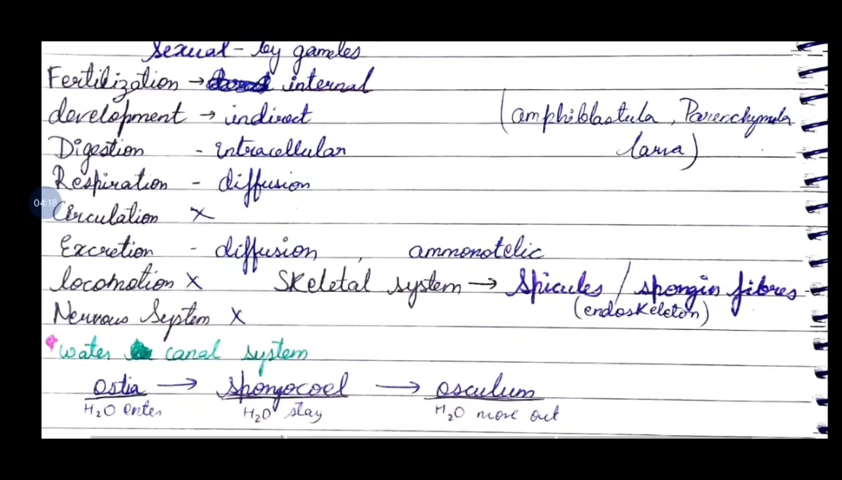 sexual - by gametes
Fertilization → internal
development → indirect (amphiblastula, Parenchymula
Digestion - intracellular larva)
Respiration - diffusion
04:18
Circulation ×
Excretion - diffusion, ammonotelic
locomotion × Skeletal system → Spicules / spongin fibres
Nervous System × (endoskeleton)
water canal system
ostia → spongocoel → osculum
H₂O enter H₂O stay H₂O move out